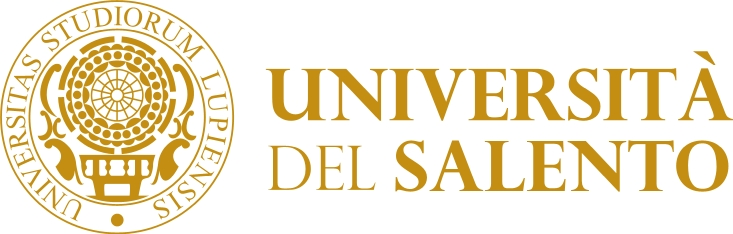 UNIVERSITAS STUDIORUM LUPIENSIS
UNIVERSITÀ
DEL SALENTO